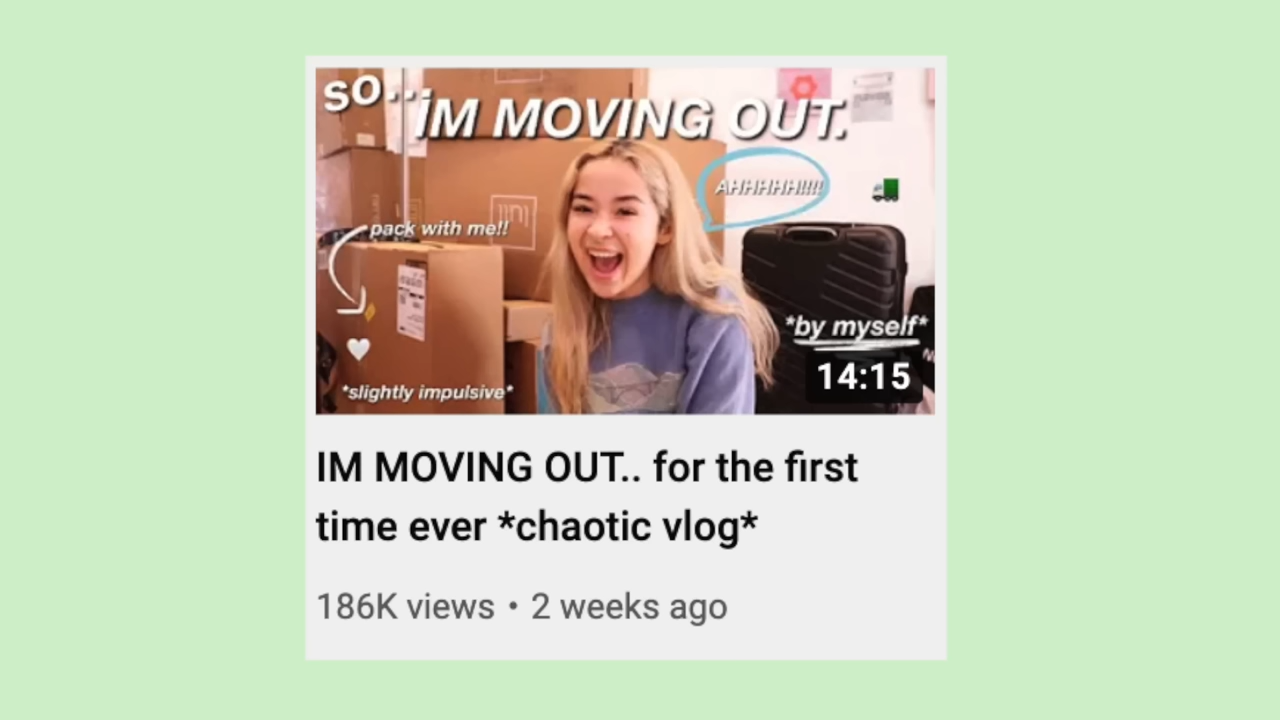 so..
iM MOVING OUT.
AHHHHH!!!!
pack with me!!
*by myself*
14:15
*slightly impulsive*
IM MOVING OUT.. for the first
time ever *chaotic vlog*
186K views • 2 weeks ago